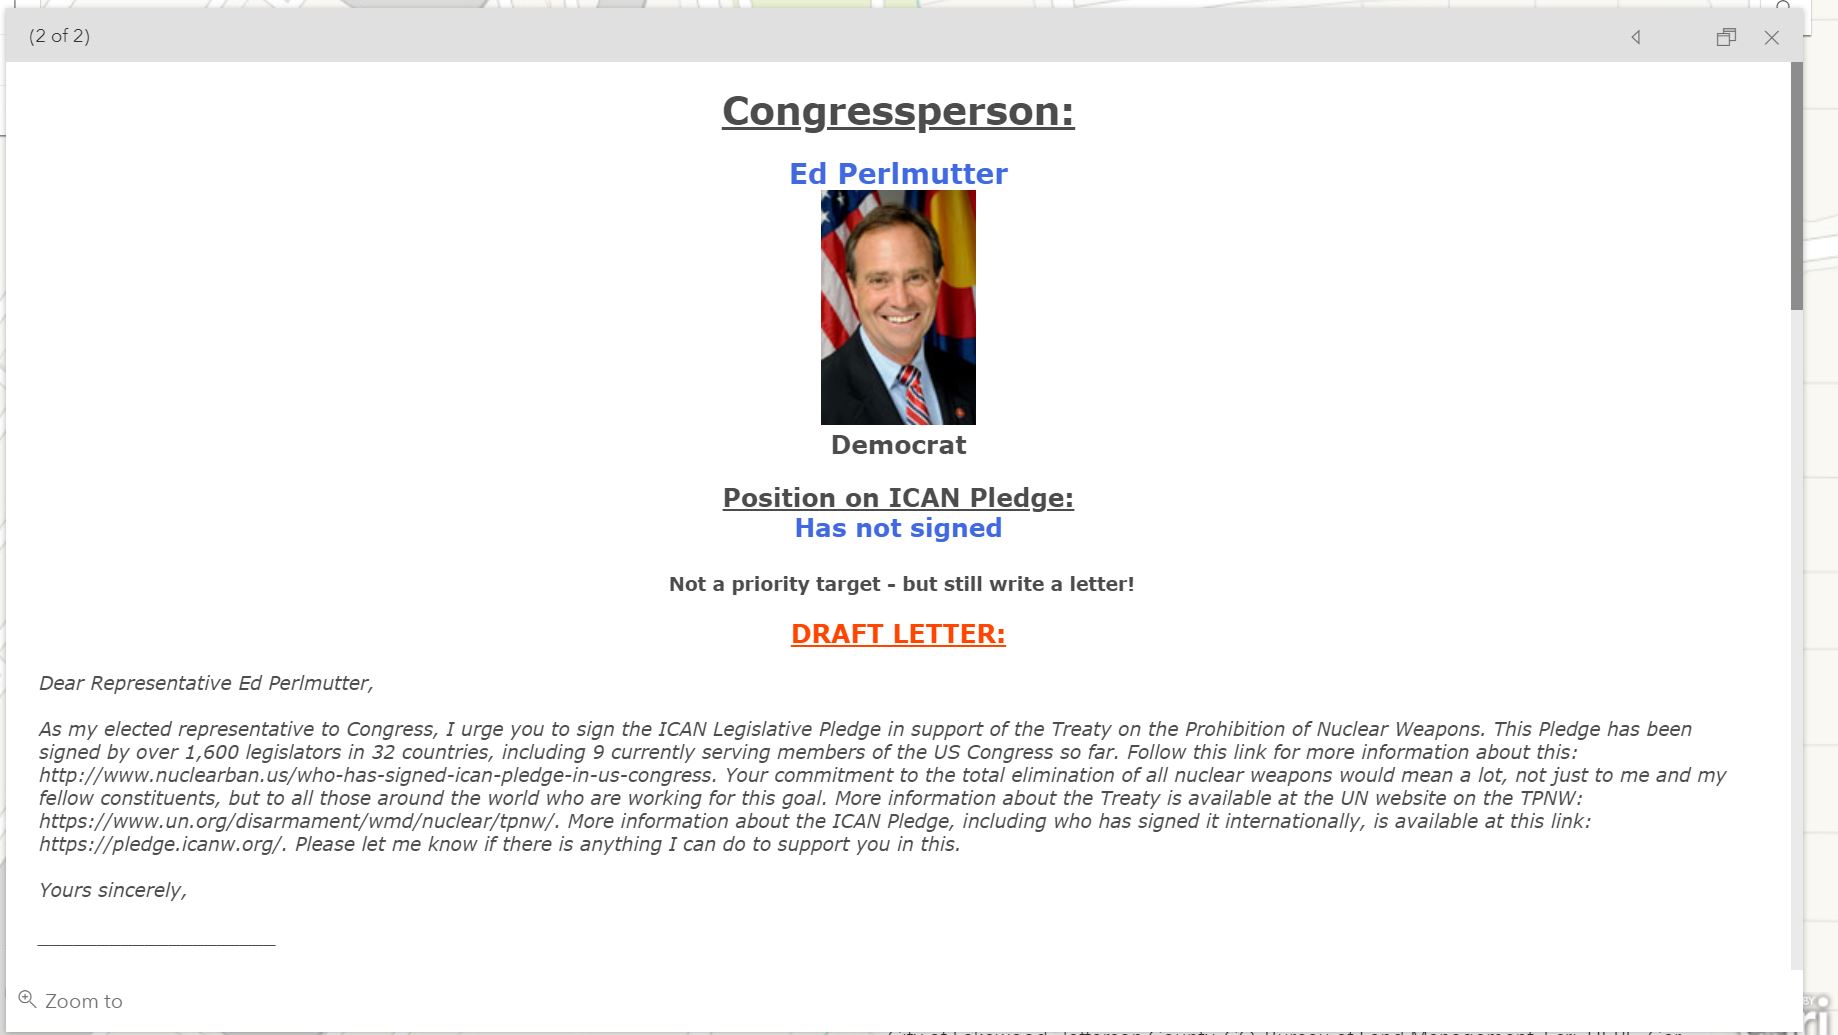 (2 of 2)
Congressperson:
Ed Perlmutter
Democrat
Position on ICAN Pledge:
Has not signed
Not a priority target - but still write a letter!
DRAFT LETTER:
Dear Representative Ed Perlmutter,
As my elected representative to Congress, I urge you to sign the ICAN Legislative Pledge in support of the Treaty on the Prohibition of Nuclear Weapons. This Pledge has been
signed by over 1,600 legislators in 32 countries, including 9 currently serving members of the US Congress so far. Follow this link for more information about this:
http://www.nuclearban.us/who-has-signed-ican-pledge-in-us-congress. Your commitment to the total elimination of all nuclear weapons would mean a lot, not just to me and my
fellow constituents, but to all those around the world who are working for this goal. More information about the Treaty is available at the UN website on the TPNW:
https://www.un.org/disarmament/wmd/nuclear/tpnw/. More information about the ICAN Pledge, including who has signed it internationally, is available at this link:
https://pledge.icanw.org/. Please let me know if there is anything I can do to support you in this.
Yours sincerely,
____________________
Zoom to